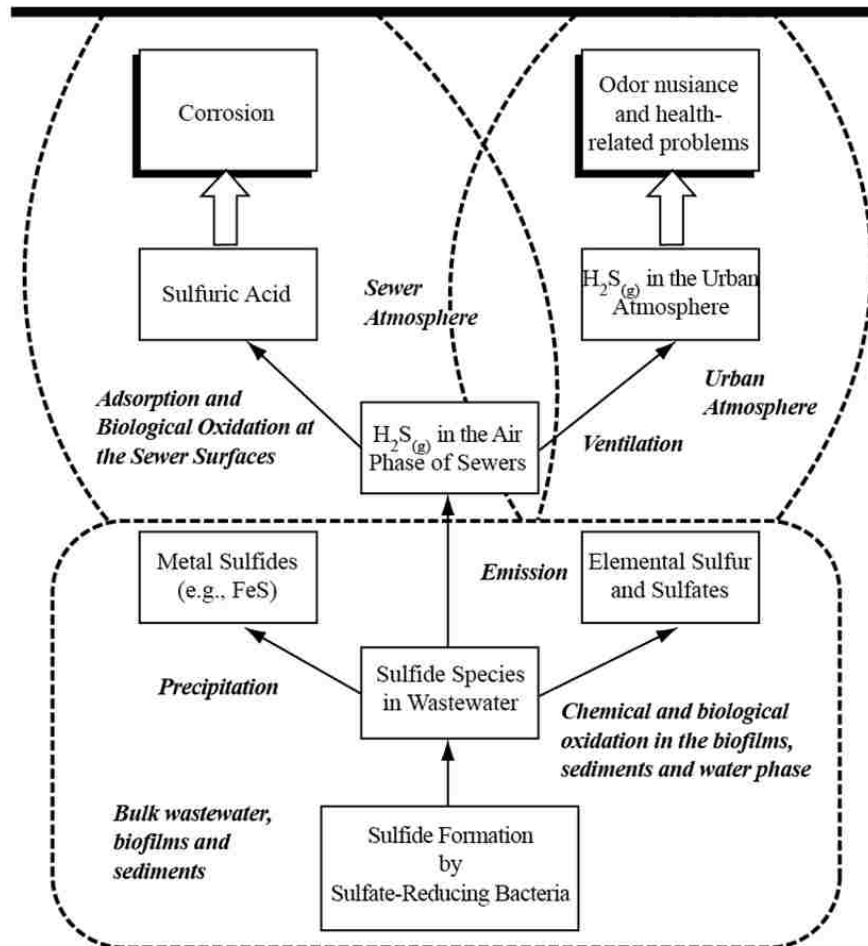 Corrosion
Odor nusiance
and health-
related problems
Sulfuric Acid
Sewer
Atmosphere
H₂S(g) in the Urban
Atmosphere
Adsorption and
Biological Oxidation at
the Sewer Surfaces
H₂S(g) in the Air
Phase of Sewers
Ventilation
Urban
Atmosphere
Metal Sulfides
(e.g., FeS)
Emission
Elemental Sulfur
and Sulfates
Precipitation
Sulfide Species
in Wastewater
Chemical and biological
oxidation in the biofilms,
sediments and water phase
Bulk wastewater,
biofilms and
sediments
Sulfide Formation
by
Sulfate-Reducing Bacteria